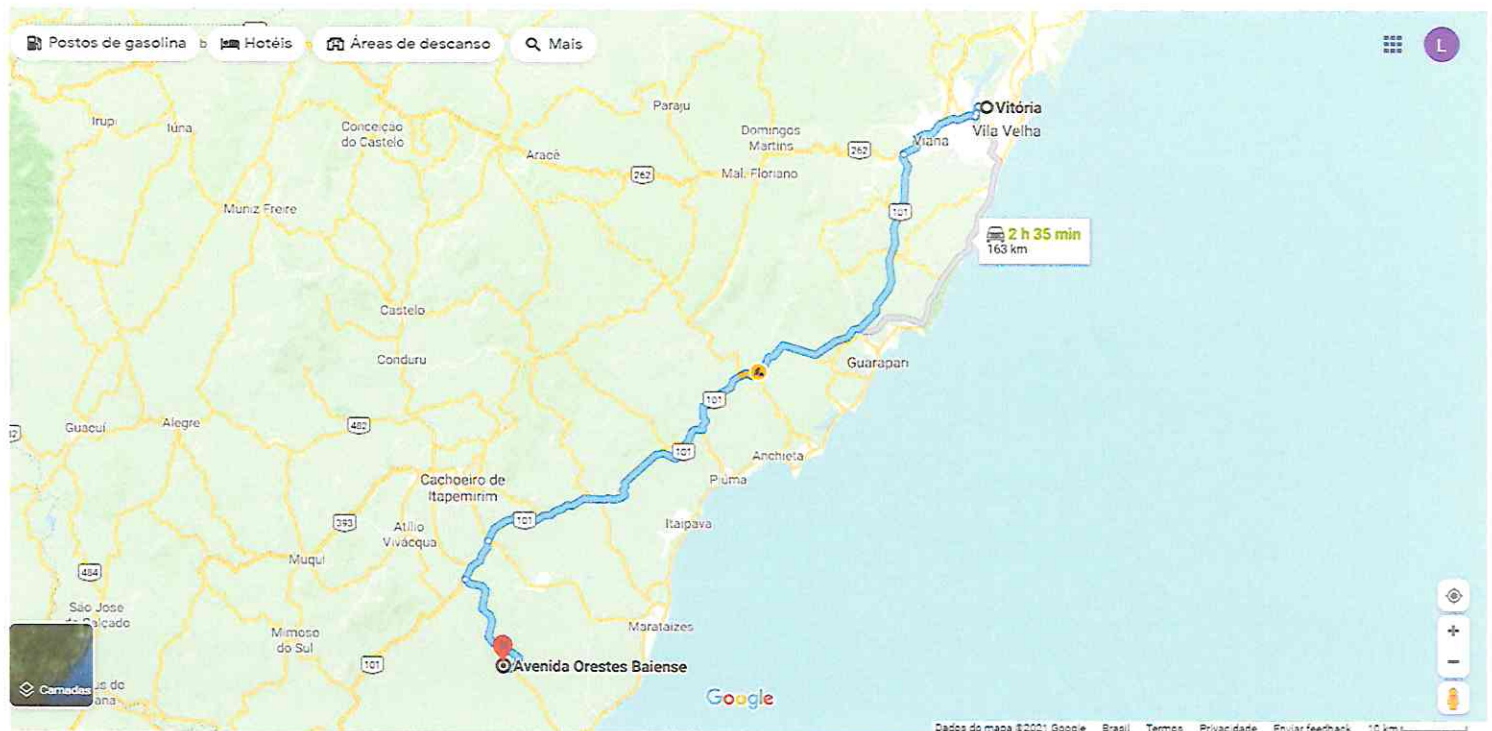 Postos de gasolina
b
Hotéis
Áreas de descanso
Mais
L
Irupi
Iúna
Conceição
do Castelo
Paraju
Aracê
262
Domingos
Martins
262
Viana
Vitória
Vila Velha
Mal. Floriano
Muniz Freire
101
2 h 35 min
163 km
Castelo
Conduru
Guarapari
Guaçuí
Alegre
482
101
101
Anchieta
Piúma
Cachoeiro de
Itapemirim
393
Atílio
Vivácqua
101
Itaipava
Muqui
484
São José
do Calçado
Mimoso
do Sul
Marataízes
101
Avenida Orestes Baiense
Camadas
us do
ana
Google
Dados do mapa ©2021 Google Brasil Termos Privacidade Enviar feedback 10 km